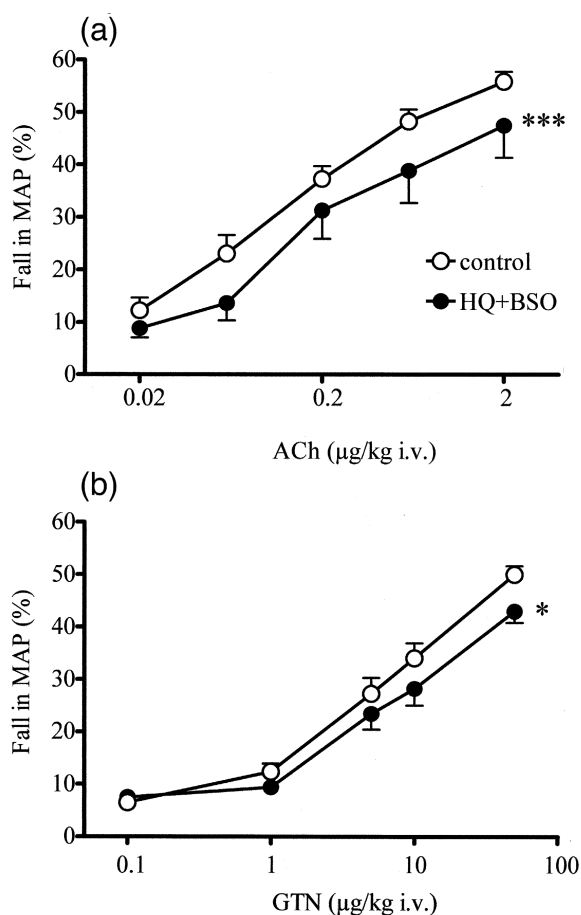 (a)
60
50
40
30
20
10
0
Fall in MAP (%)
***
control
HQ+BSO
0.02 0.2 2
ACh (µg/kg i.v.)
(b)
60
50
40
30
20
10
0
Fall in MAP (%)
*
0.1 1 10 100
GTN (µg/kg i.v.)